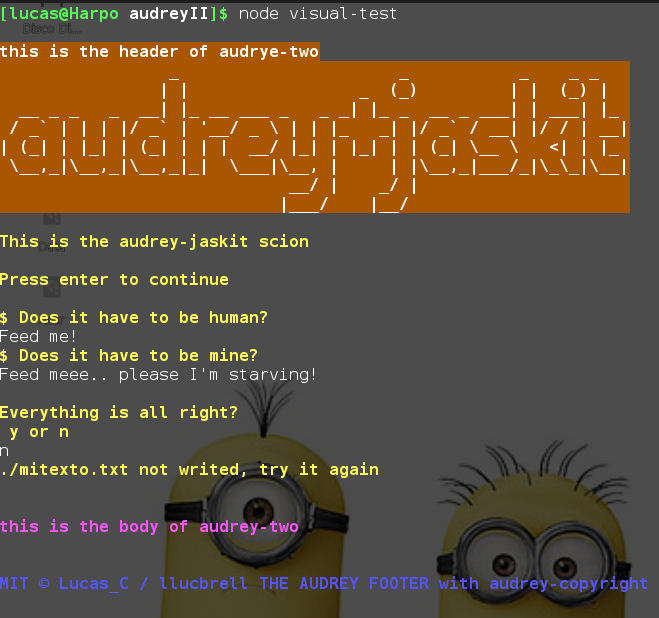 [lucas@Harpo audreyII]$ node visual-test
this is the header of audrye-two
audrey+jaskit
This is the audrey-jaskit scion
Press enter to continue
$ Does it have to be human?
Feed me!
$ Does it have to be mine?
Feed meee.. please I'm starving!
Everything is all right?
y or n
n
./mitexto.txt not writed, try it again
this is the body of audrey-two
MIT © Lucas_C / llucbrell THE AUDREY FOOTER with audrey-copyright